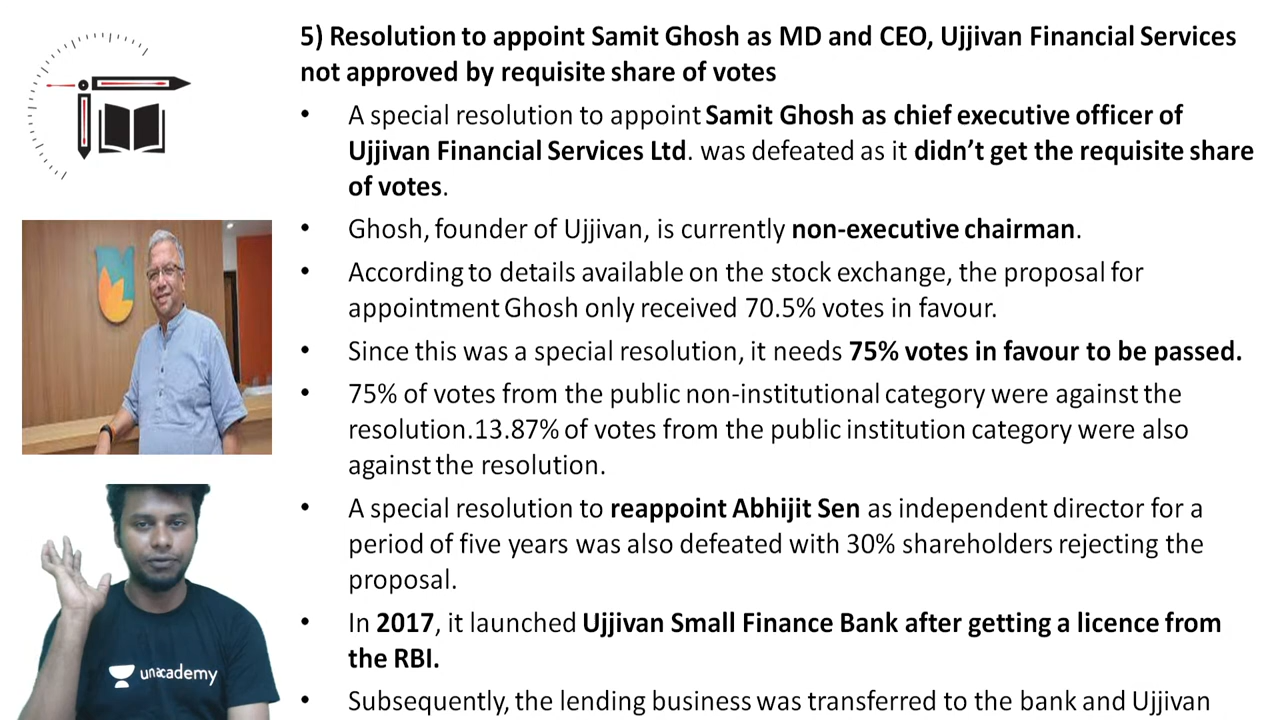 5) Resolution to appoint Samit Ghosh as MD and CEO, Ujjivan Financial Services
not approved by requisite share of votes
• A special resolution to appoint Samit Ghosh as chief executive officer of
Ujjivan Financial Services Ltd. was defeated as it didn’t get the requisite share
of votes.
• Ghosh, founder of Ujjivan, is currently non-executive chairman.
• According to details available on the stock exchange, the proposal for
appointment Ghosh only received 70.5% votes in favour.
• Since this was a special resolution, it needs 75% votes in favour to be passed.
• 75% of votes from the public non-institutional category were against the
resolution.13.87% of votes from the public institution category were also
against the resolution.
• A special resolution to reappoint Abhijit Sen as independent director for a
period of five years was also defeated with 30% shareholders rejecting the
proposal.
• In 2017, it launched Ujjivan Small Finance Bank after getting a licence from
the RBI.
• Subsequently, the lending business was transferred to the bank and Ujjivan
unacademy